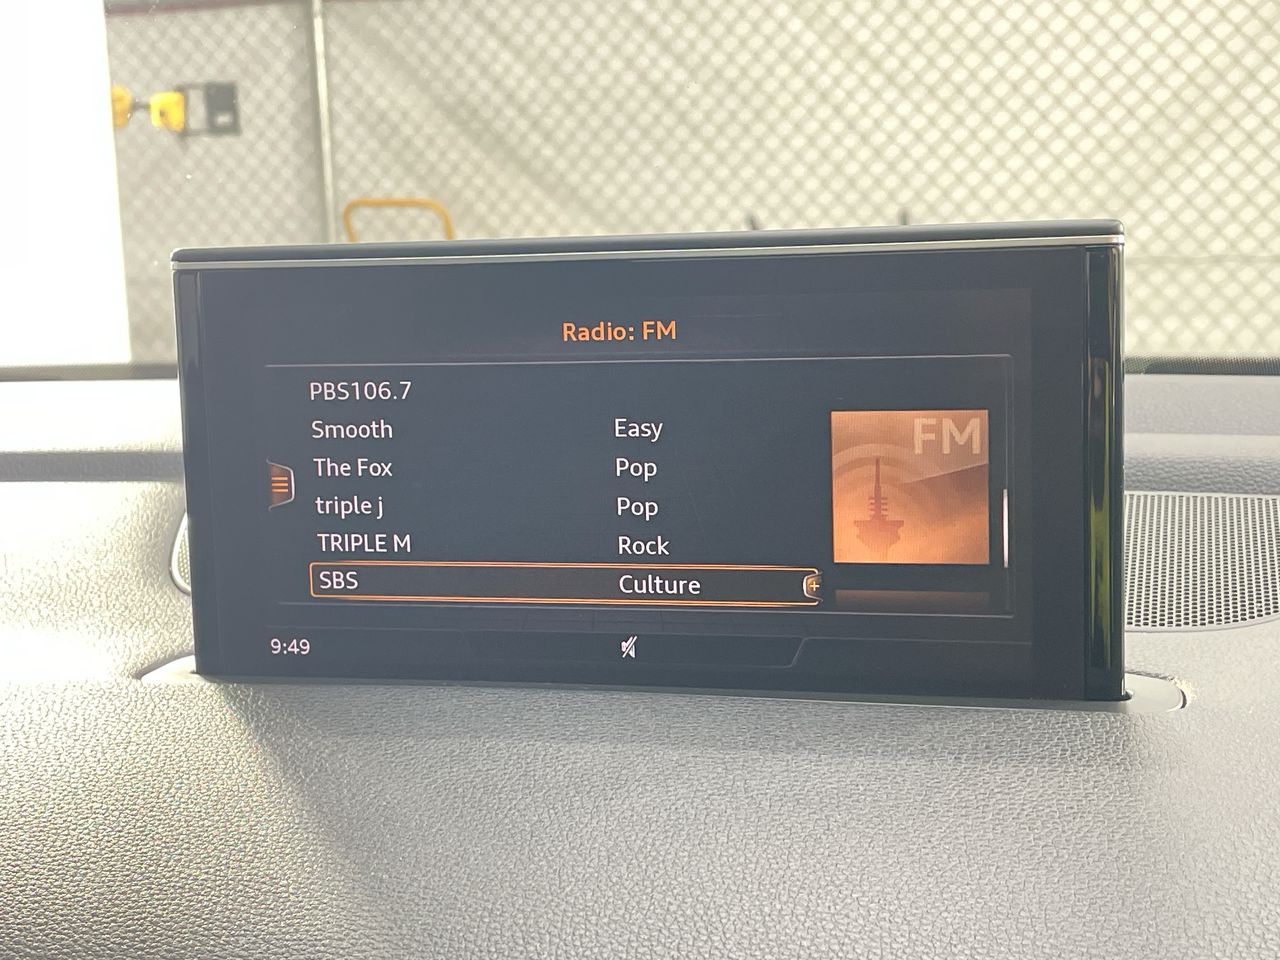 Radio: FM
PBS106.7
Smooth Easy
The Fox Pop
triple j Pop
TRIPLE M Rock
SBS Culture
FM
9:49